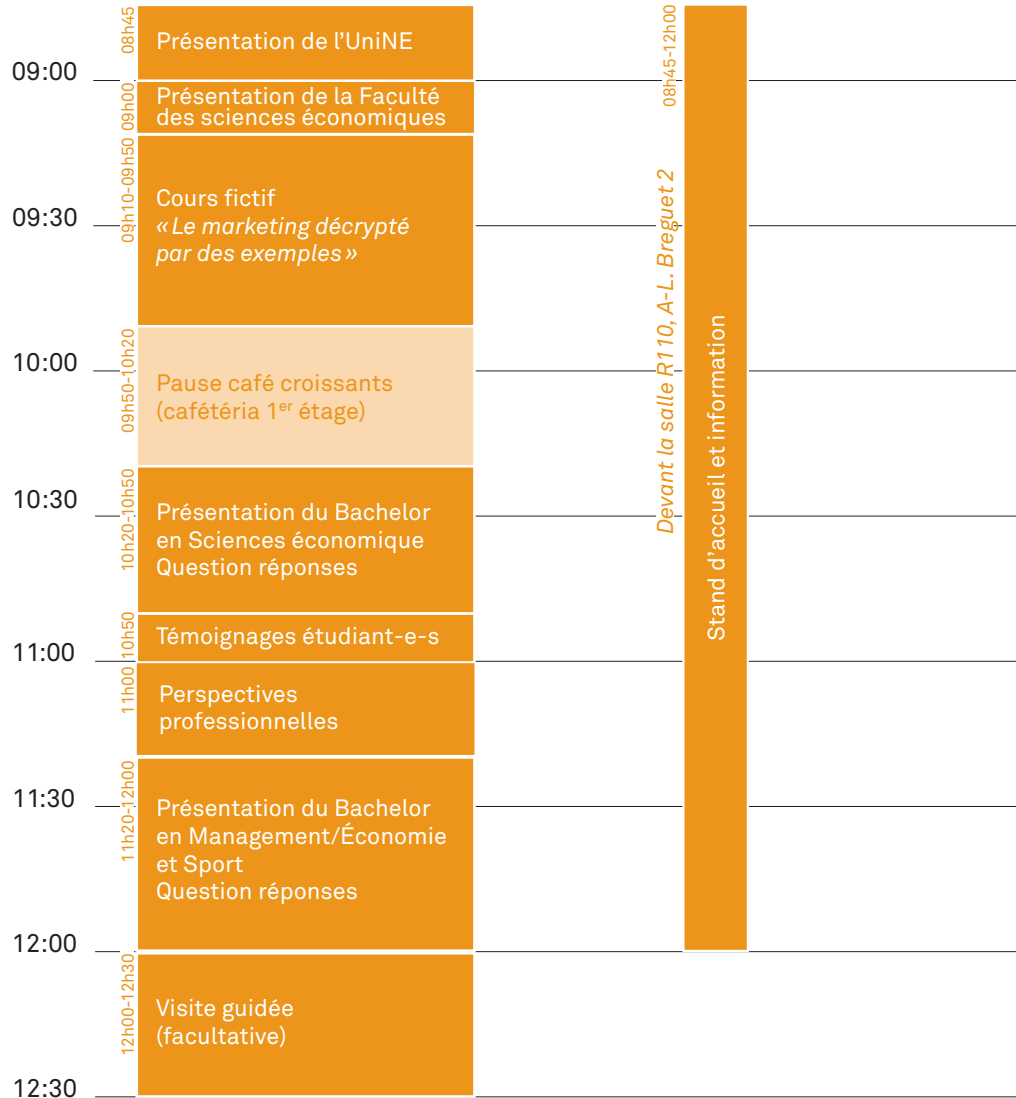 08h45
Présentation de l’UniNE
09:00
09h00
Présentation de la Faculté
des sciences économiques
09h10-09h50
Cours fictif
« Le marketing décrypté
par des exemples »
09:30
09h50-10h20
10:00
Pause café croissants
(cafétéria 1er étage)
10:30
10h20-10h50
Présentation du Bachelor
en Sciences économique
Question réponses
10h50
Témoignages étudiant-e-s
11:00
11h00
Perspectives
professionnelles
11:30
11h20-12h00
Présentation du Bachelor
en Management/Économie
et Sport
Question réponses
12:00
12h00-12h30
Visite guidée
(facultative)
12:30
08h45-12h00
Devant la salle R110, A-L. Breguet 2
Stand d’accueil et information